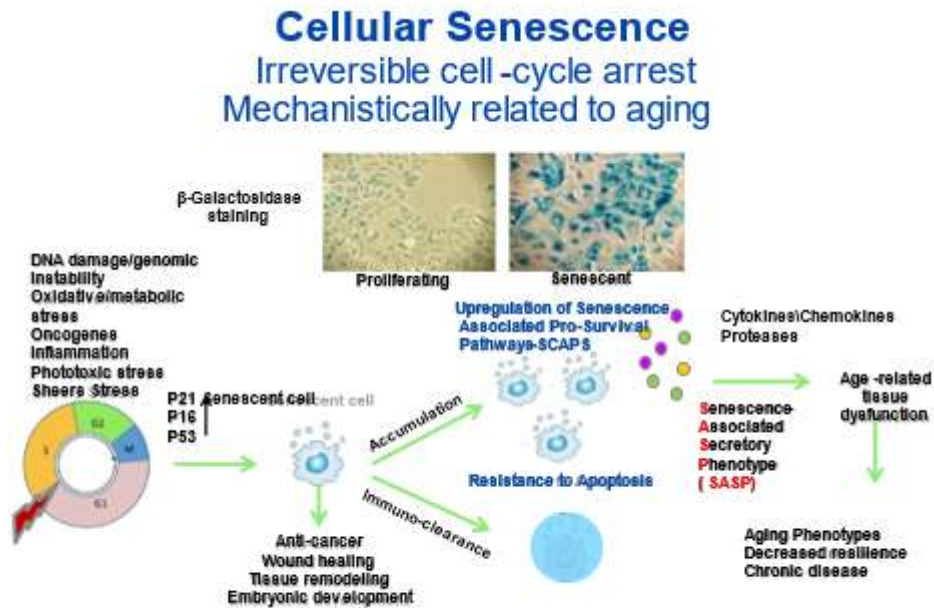 Cellular Senescence
Irreversible cell -cycle arrest
Mechanistically related to aging
β-Galactosidase
staining
Proliferating
Senescent
DNA damage/genomic
Instability
Oxidative/metabolic
stress
Oncogenes
Inflammation
Phototoxic stress
Sheers Stress
S
G2
M
G1
P21
P16
P53
Senescent cell
Accumulation
Immuno-clearance
Anti-cancer
Wound healing
Tissue remodeling
Embryonic development
Upregulation of Senescence
Associated Pro-Survival
Pathways-SCAPS
Resistance to Apoptosis
Cytokines\Chemokines
Proteases
Senescence
Associated
Secretory
Phenotype
( SASP)
Age -related
tissue
dysfunction
Aging Phenotypes
Decreased resilience
Chronic disease